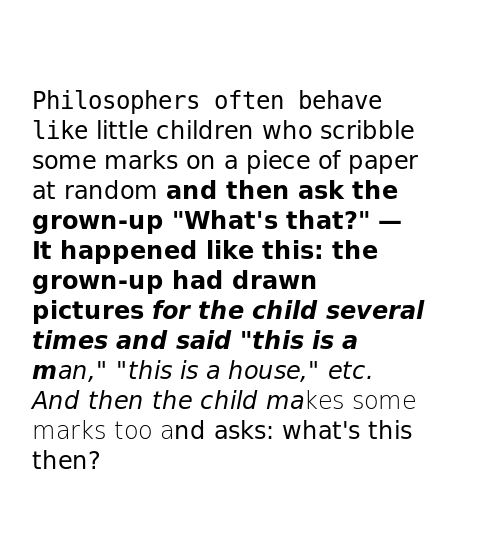 Philosophers often behave
like little children who scribble
some marks on a piece of paper
at random and then ask the
grown-up "What's that?" —
It happened like this: the
grown-up had drawn
pictures for the child several
times and said "this is a
man," "this is a house," etc.
And then the child makes some
marks too and asks: what's this
then?